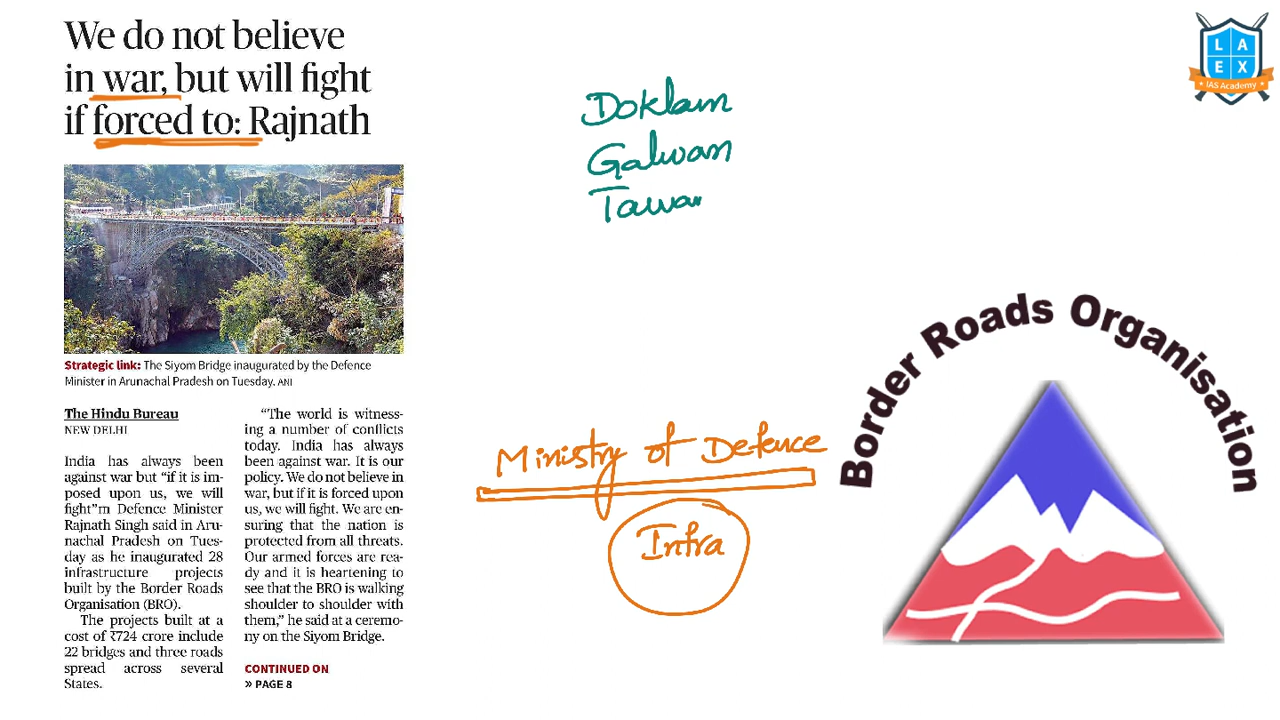 We do not believe
in war, but will fight
if forced to: Rajnath
Strategic link: The Siyom Bridge inaugurated by the Defence
Minister in Arunachal Pradesh on Tuesday. ANI
The Hindu Bureau
NEW DELHI
India has always been
against war but “if it is im-
posed upon us, we will
fight”m Defence Minister
Rajnath Singh said in Aru-
nachal Pradesh on Tues-
day as he inaugurated 28
infrastructure projects
built by the Border Roads
Organisation (BRO).
The projects built at a
cost of ₹724 crore include
22 bridges and three roads
spread across several
States.
“The world is witness-
ing a number of conflicts
today. India has always
been against war. It is our
policy. We do not believe in
war, but if it is forced upon
us, we will fight. We are en-
suring that the nation is
protected from all threats.
Our armed forces are rea-
dy and it is heartening to
see that the BRO is walking
shoulder to shoulder with
them,” he said at a ceremo-
ny on the Siyom Bridge.
CONTINUED ON
» PAGE 8
Doklam
Galwan
Tawan
Ministry of Defence
Infra
Border Roads Organisation
L A
E X
IAS Academy